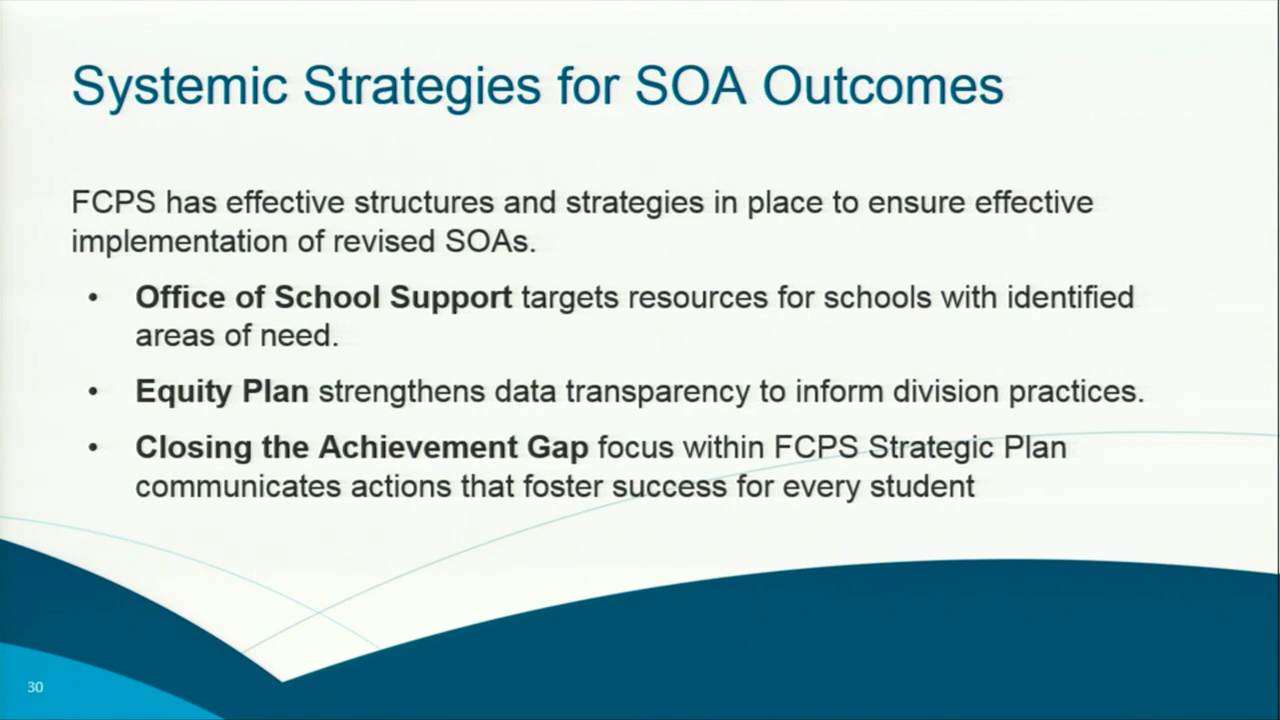 Systemic Strategies for SOA Outcomes
FCPS has effective structures and strategies in place to ensure effective
implementation of revised SOAs.
• Office of School Support targets resources for schools with identified
areas of need.
• Equity Plan strengthens data transparency to inform division practices.
• Closing the Achievement Gap focus within FCPS Strategic Plan
communicates actions that foster success for every student
30